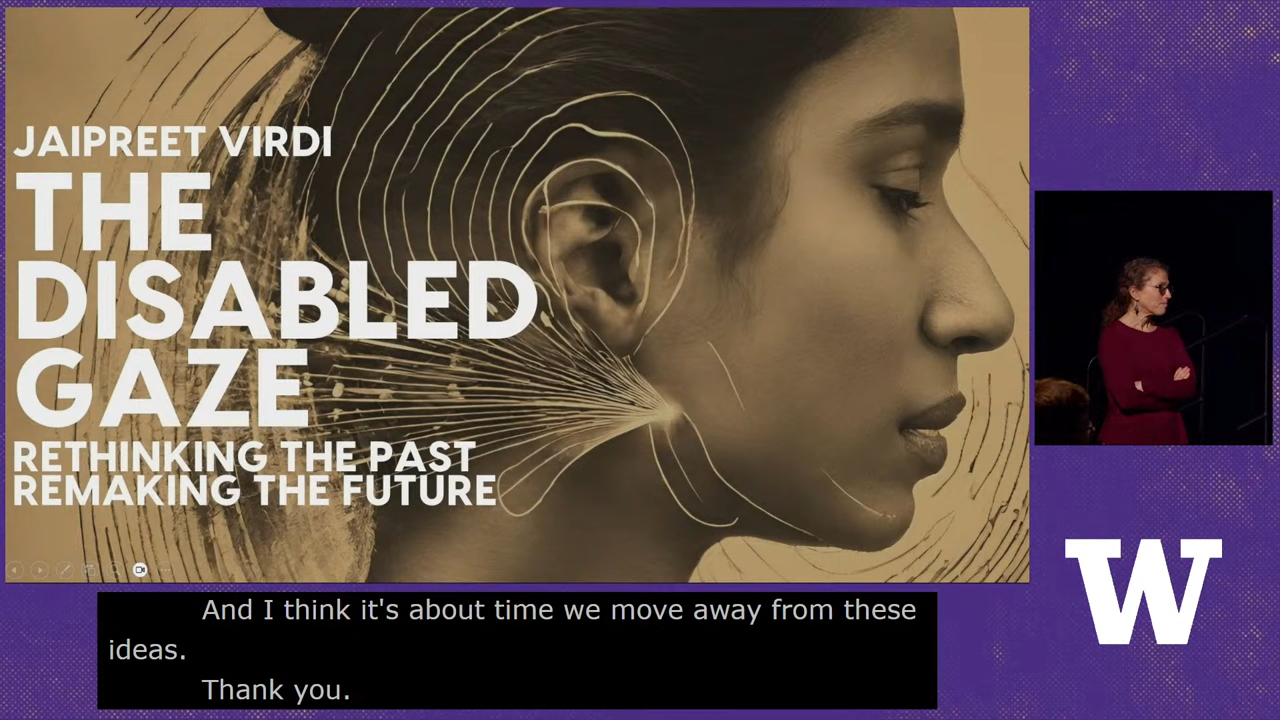 JAIPREET VIRDI
THE
DISABLED
GAZE
RETHINKING THE PAST
REMAKING THE FUTURE
And I think it's about time we move away from these
ideas.
Thank you.
W